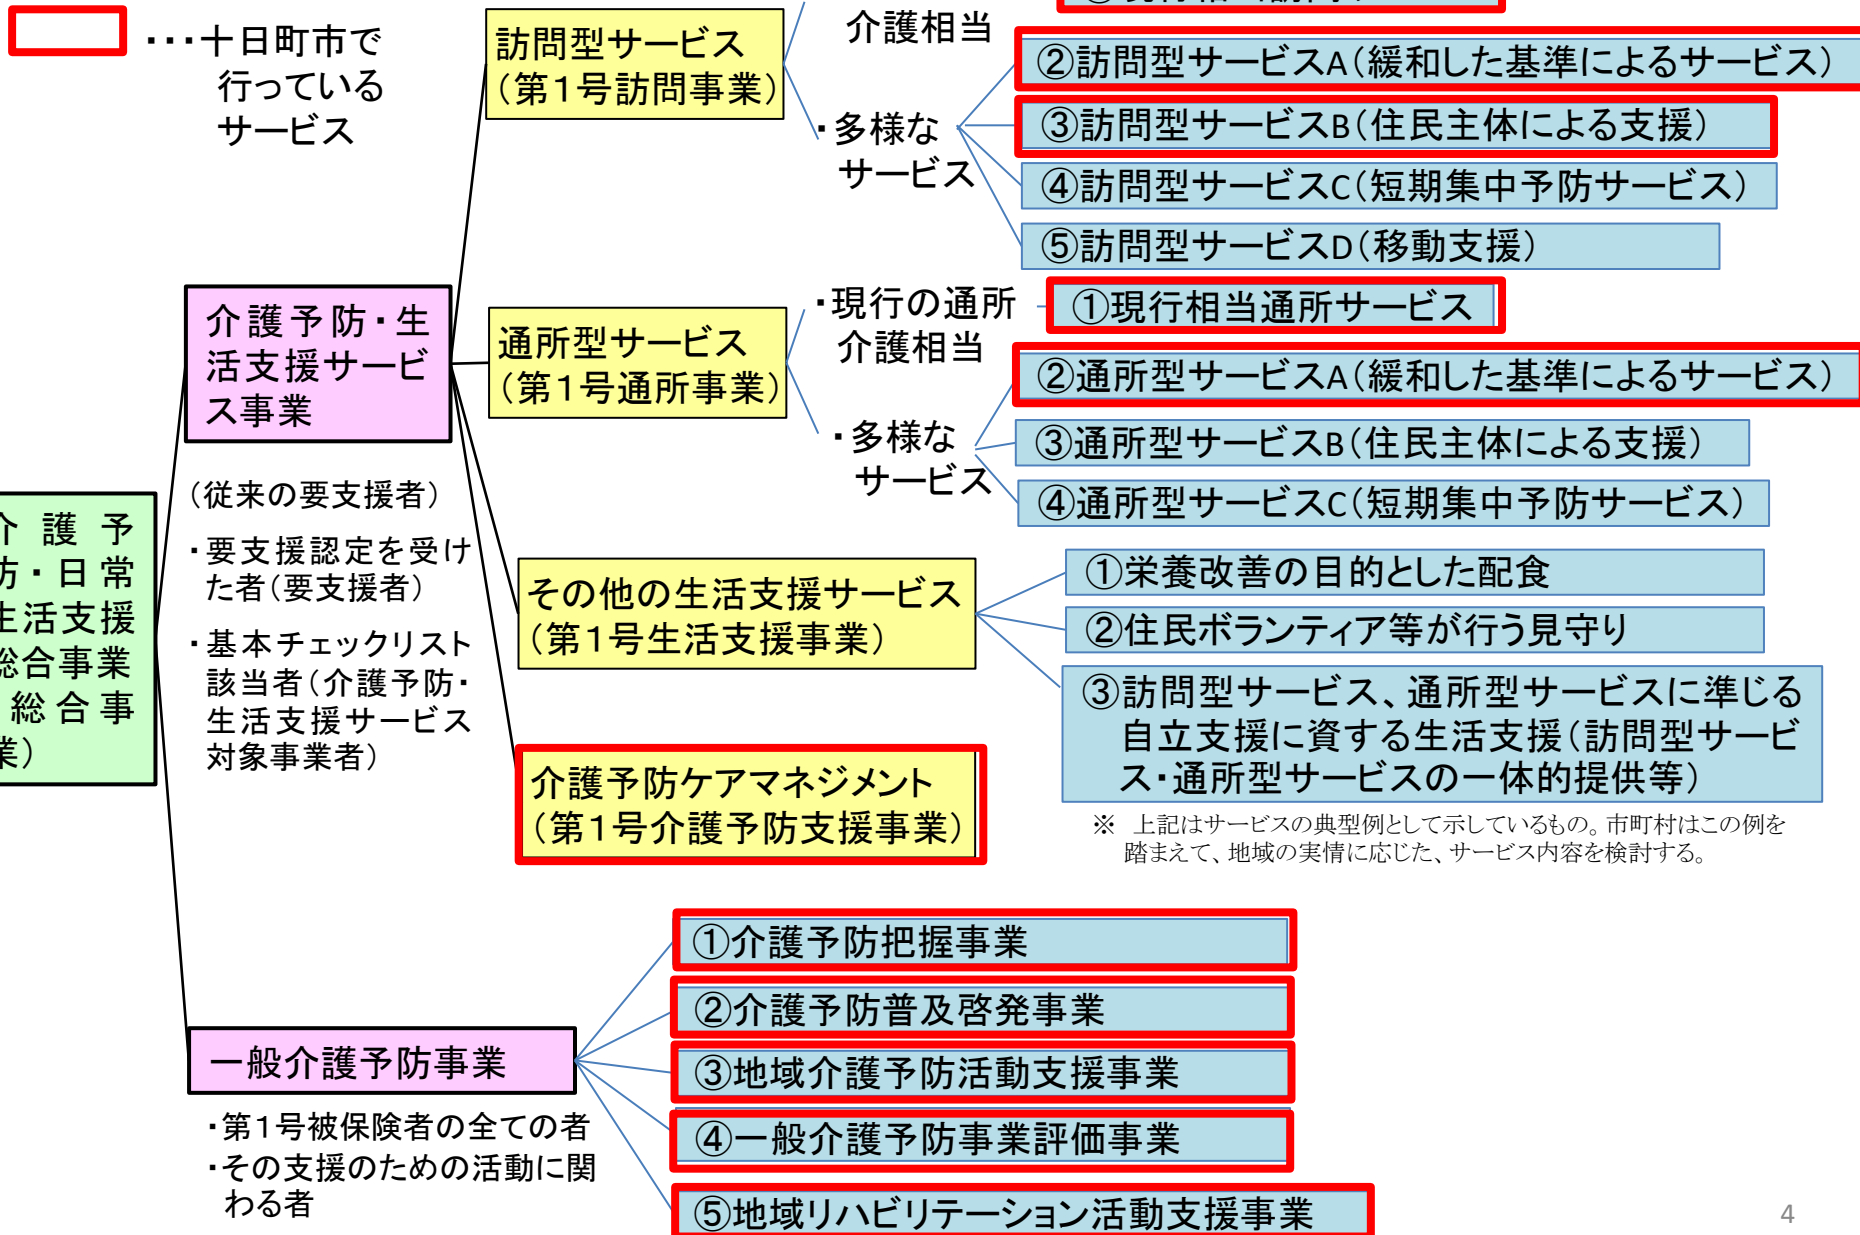 ・・・十日町市で
行っている
サービス
訪問型サービス
(第1号訪問事業)
介護相当
・多様な
サービス
②訪問型サービスA(緩和した基準によるサービス)
③訪問型サービスB(住民主体による支援)
④訪問型サービスC(短期集中予防サービス)
⑤訪問型サービスD(移動支援)
介護予防・生
活支援サービ
ス事業
(従来の要支援者)
・要支援認定を受け
た者(要支援者)
・基本チェックリスト
該当者(介護予防・
生活支援サービス
対象事業者)
通所型サービス
(第1号通所事業)
・現行の通所
介護相当
①現行相当通所サービス
・多様な
サービス
②通所型サービスA(緩和した基準によるサービス)
③通所型サービスB(住民主体による支援)
④通所型サービスC(短期集中予防サービス)
介護予
防・日常
生活支援
総合事業
総合事
業)
その他の生活支援サービス
(第1号生活支援事業)
①栄養改善の目的とした配食
②住民ボランティア等が行う見守り
③訪問型サービス、通所型サービスに準じる
自立支援に資する生活支援(訪問型サービ
ス・通所型サービスの一体的提供等)
※ 上記はサービスの典型例として示しているもの。市町村はこの例を
踏まえて、地域の実情に応じた、サービス内容を検討する。
介護予防ケアマネジメント
(第1号介護予防支援事業)
一般介護予防事業
・第1号被保険者の全ての者
・その支援のための活動に関
わる者
①介護予防把握事業
②介護予防普及啓発事業
③地域介護予防活動支援事業
④一般介護予防事業評価事業
⑤地域リハビリテーション活動支援事業
4